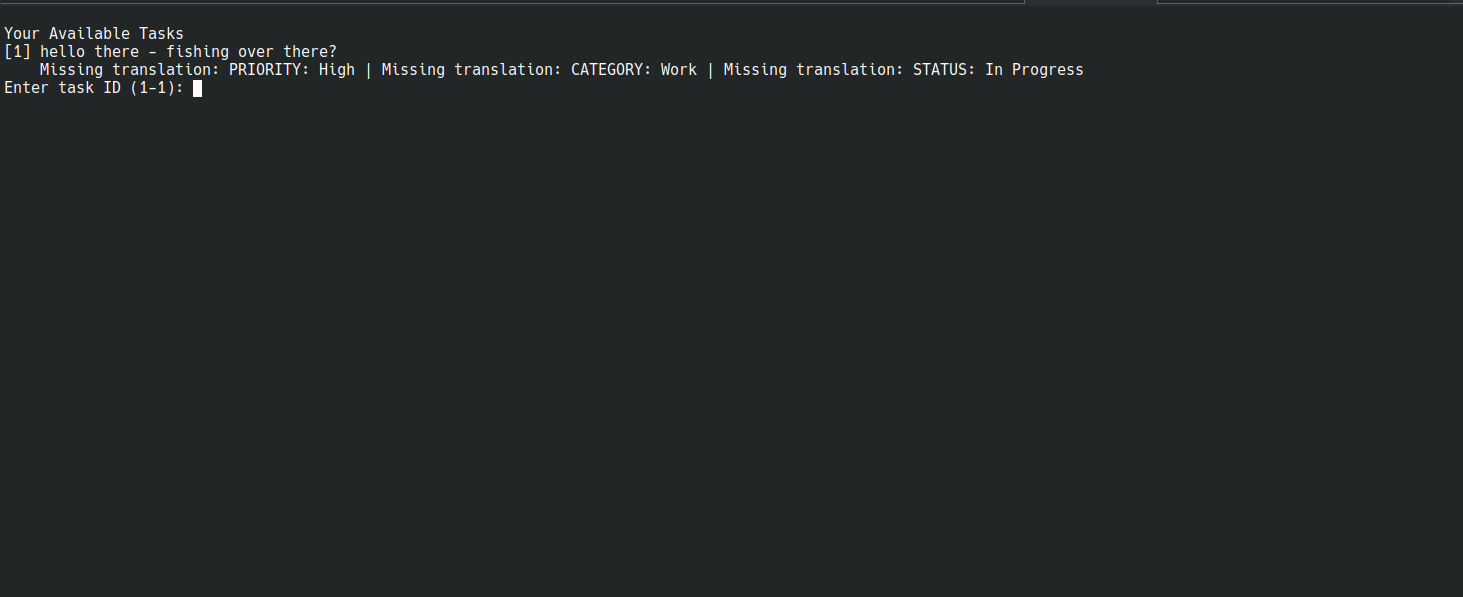 Your Available Tasks
[1] hello there - fishing over there?
Missing translation: PRIORITY: High | Missing translation: CATEGORY: Work | Missing translation: STATUS: In Progress
Enter task ID (1-1):